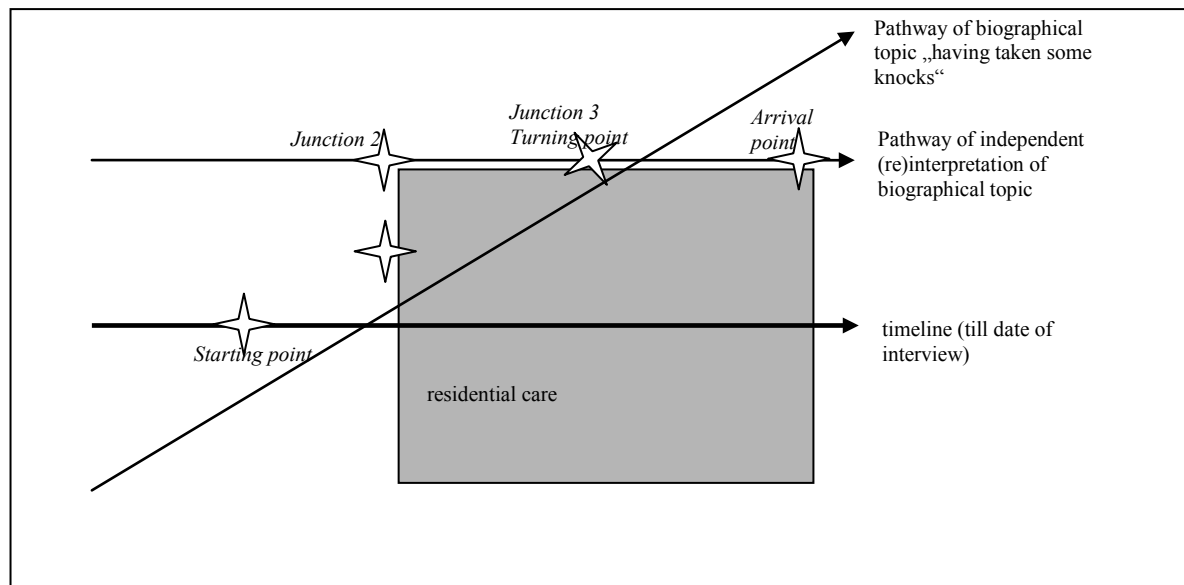 Pathway of biographical
topic „having taken some
knocks“
Junction 3
Turning point
Arrival
point
Junction 2
Pathway of independent
(re)interpretation of
biographical topic
Starting point
timeline (till date of
interview)
residential care